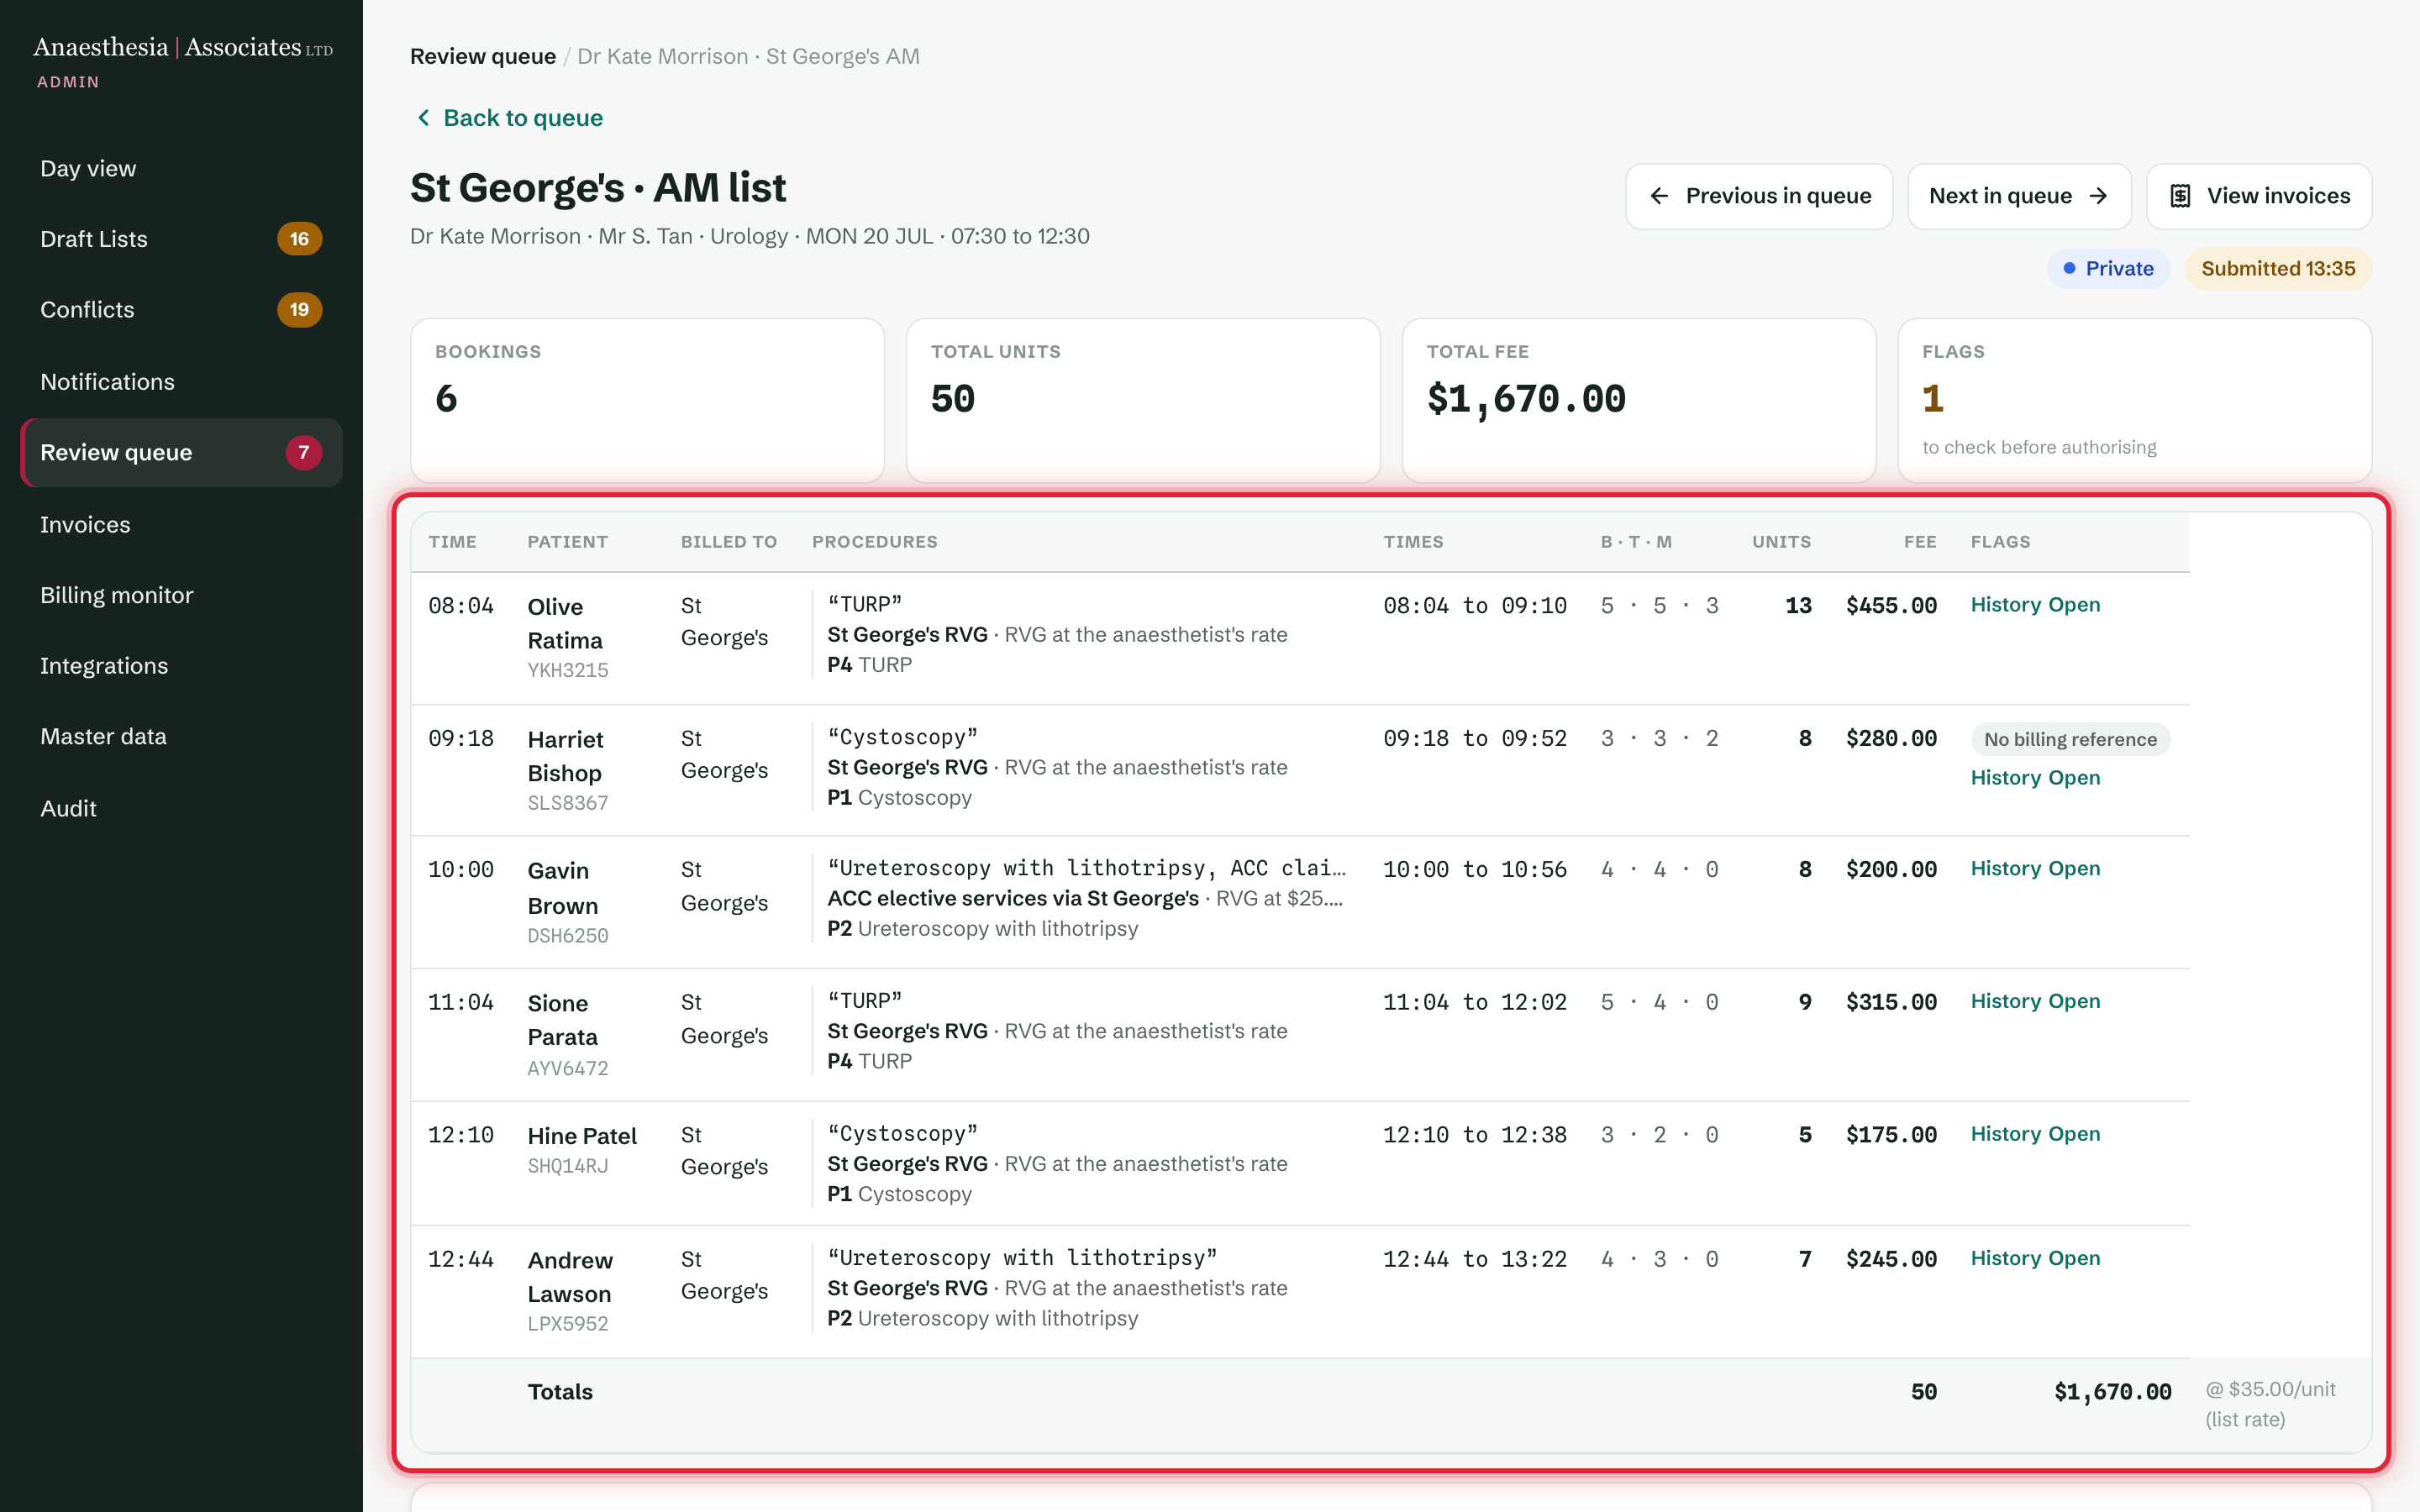 Anaesthesia | Associates LTD
ADMIN
Day view
Draft Lists 16
Conflicts 19
Notifications
Review queue 7
Invoices
Billing monitor
Integrations
Master data
Audit
Review queue / Dr Kate Morrison · St George's AM
Back to queue
St George's · AM list
Dr Kate Morrison · Mr S. Tan · Urology · MON 20 JUL · 07:30 to 12:30
Previous in queue
Next in queue
View invoices
Private
Submitted 13:35
BOOKINGS
6
TOTAL UNITS
50
TOTAL FEE
$1,670.00
FLAGS
1
to check before authorising
TIME PATIENT BILLED TO PROCEDURES TIMES B · T · M UNITS FEE FLAGS
08:04 Olive Ratima YKH3215 St George's
“TURP”
St George's RVG · RVG at the anaesthetist's rate
P4 TURP
08:04 to 09:10 5 · 5 · 3 13 $455.00 History Open
09:18 Harriet Bishop SLS8367 St George's
“Cystoscopy”
St George's RVG · RVG at the anaesthetist's rate
P1 Cystoscopy
09:18 to 09:52 3 · 3 · 2 8 $280.00 No billing reference
History Open
10:00 Gavin Brown DSH6250 St George's
“Ureteroscopy with lithotripsy, ACC clai…
ACC elective services via St George's · RVG at $25.…
P2 Ureteroscopy with lithotripsy
10:00 to 10:56 4 · 4 · 0 8 $200.00 History Open
11:04 Sione Parata AYV6472 St George's
“TURP”
St George's RVG · RVG at the anaesthetist's rate
P4 TURP
11:04 to 12:02 5 · 4 · 0 9 $315.00 History Open
12:10 Hine Patel SHQ14RJ St George's
“Cystoscopy”
St George's RVG · RVG at the anaesthetist's rate
P1 Cystoscopy
12:10 to 12:38 3 · 2 · 0 5 $175.00 History Open
12:44 Andrew Lawson LPX5952 St George's
“Ureteroscopy with lithotripsy”
St George's RVG · RVG at the anaesthetist's rate
P2 Ureteroscopy with lithotripsy
12:44 to 13:22 4 · 3 · 0 7 $245.00 History Open
Totals 50 $1,670.00 @ $35.00/unit
(list rate)